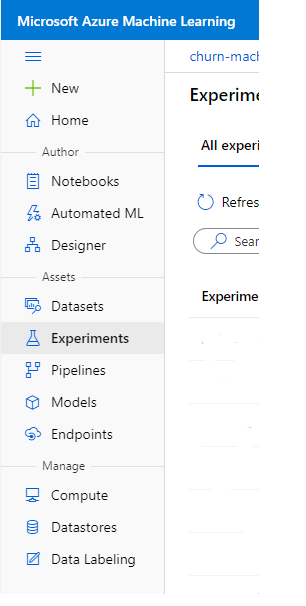 Microsoft Azure Machine Learning
churn-mach
New
Experime
Home
Author
All experi
Notebooks
Refres
Automated ML
Sear
Designer
Assets
Experime
Datasets
Experiments
Pipelines
Models
Endpoints
Manage
Compute
Datastores
Data Labeling